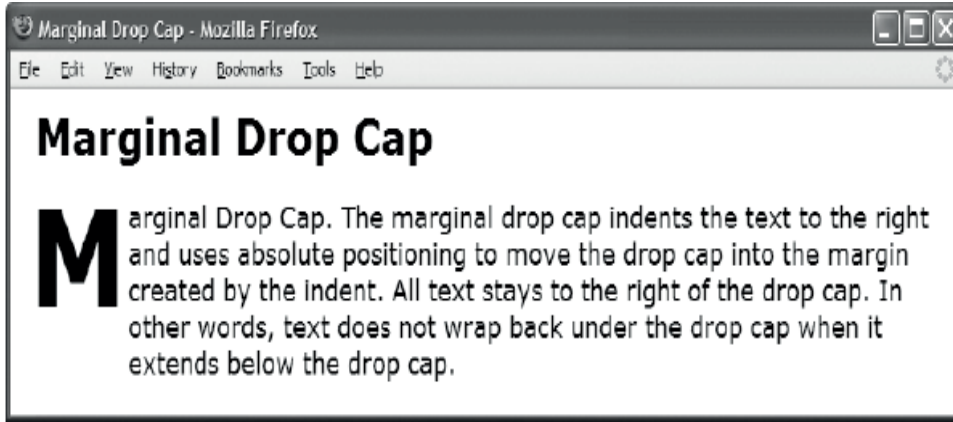 Marginal Drop Cap - Mozilla Firefox
File Edit View History Bookmarks Tools Help
Marginal Drop Cap
Marginal Drop Cap. The marginal drop cap indents the text to the right
and uses absolute positioning to move the drop cap into the margin
created by the indent. All text stays to the right of the drop cap. In
other words, text does not wrap back under the drop cap when it
extends below the drop cap.